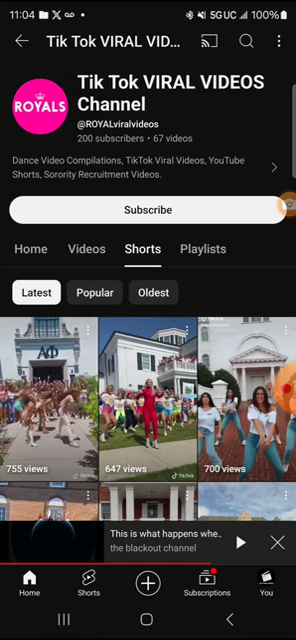 11:04
5G UC
100%
Tik Tok VIRAL VID...
ROYALS
Tik Tok VIRAL VIDEOS
Channel
@ROYALviralvideos
200 subscribers • 67 videos
Dance Video Compilations, TikTok Viral Videos, YouTube
Shorts, Sorority Recruitment Videos.
Subscribe
Home Videos Shorts Playlists
Latest Popular Oldest
ΑΦ
755 views
TikTok
647 views
TikTok
700 views
This is what happens whe..
the blackout channel
Home Shorts Subscriptions You